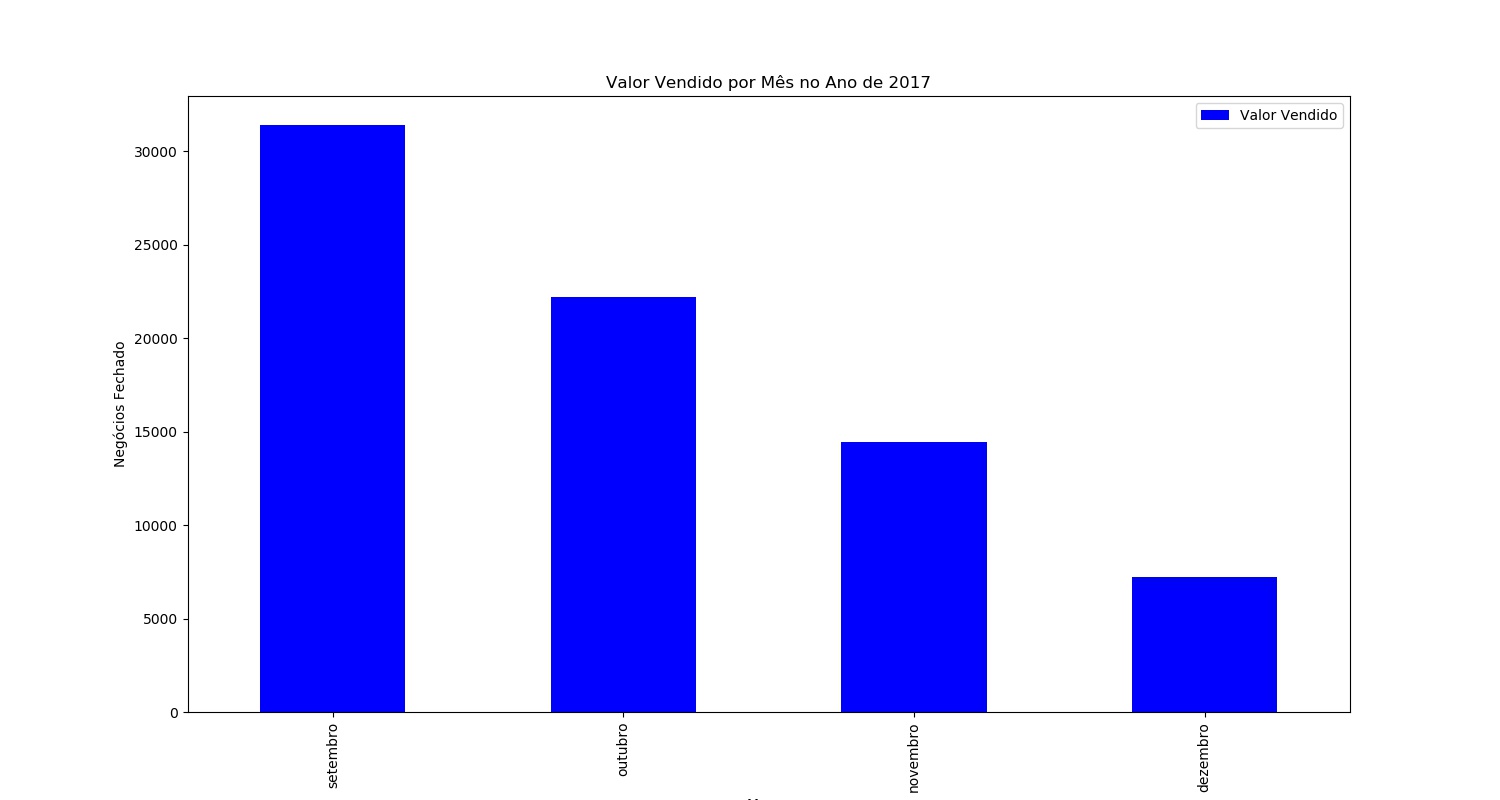 Valor Vendido por Mês no Ano de 2017
Valor Vendido
30000
25000
20000
15000
10000
5000
0
Negócios Fechado
setembro
outubro
novembro
dezembro